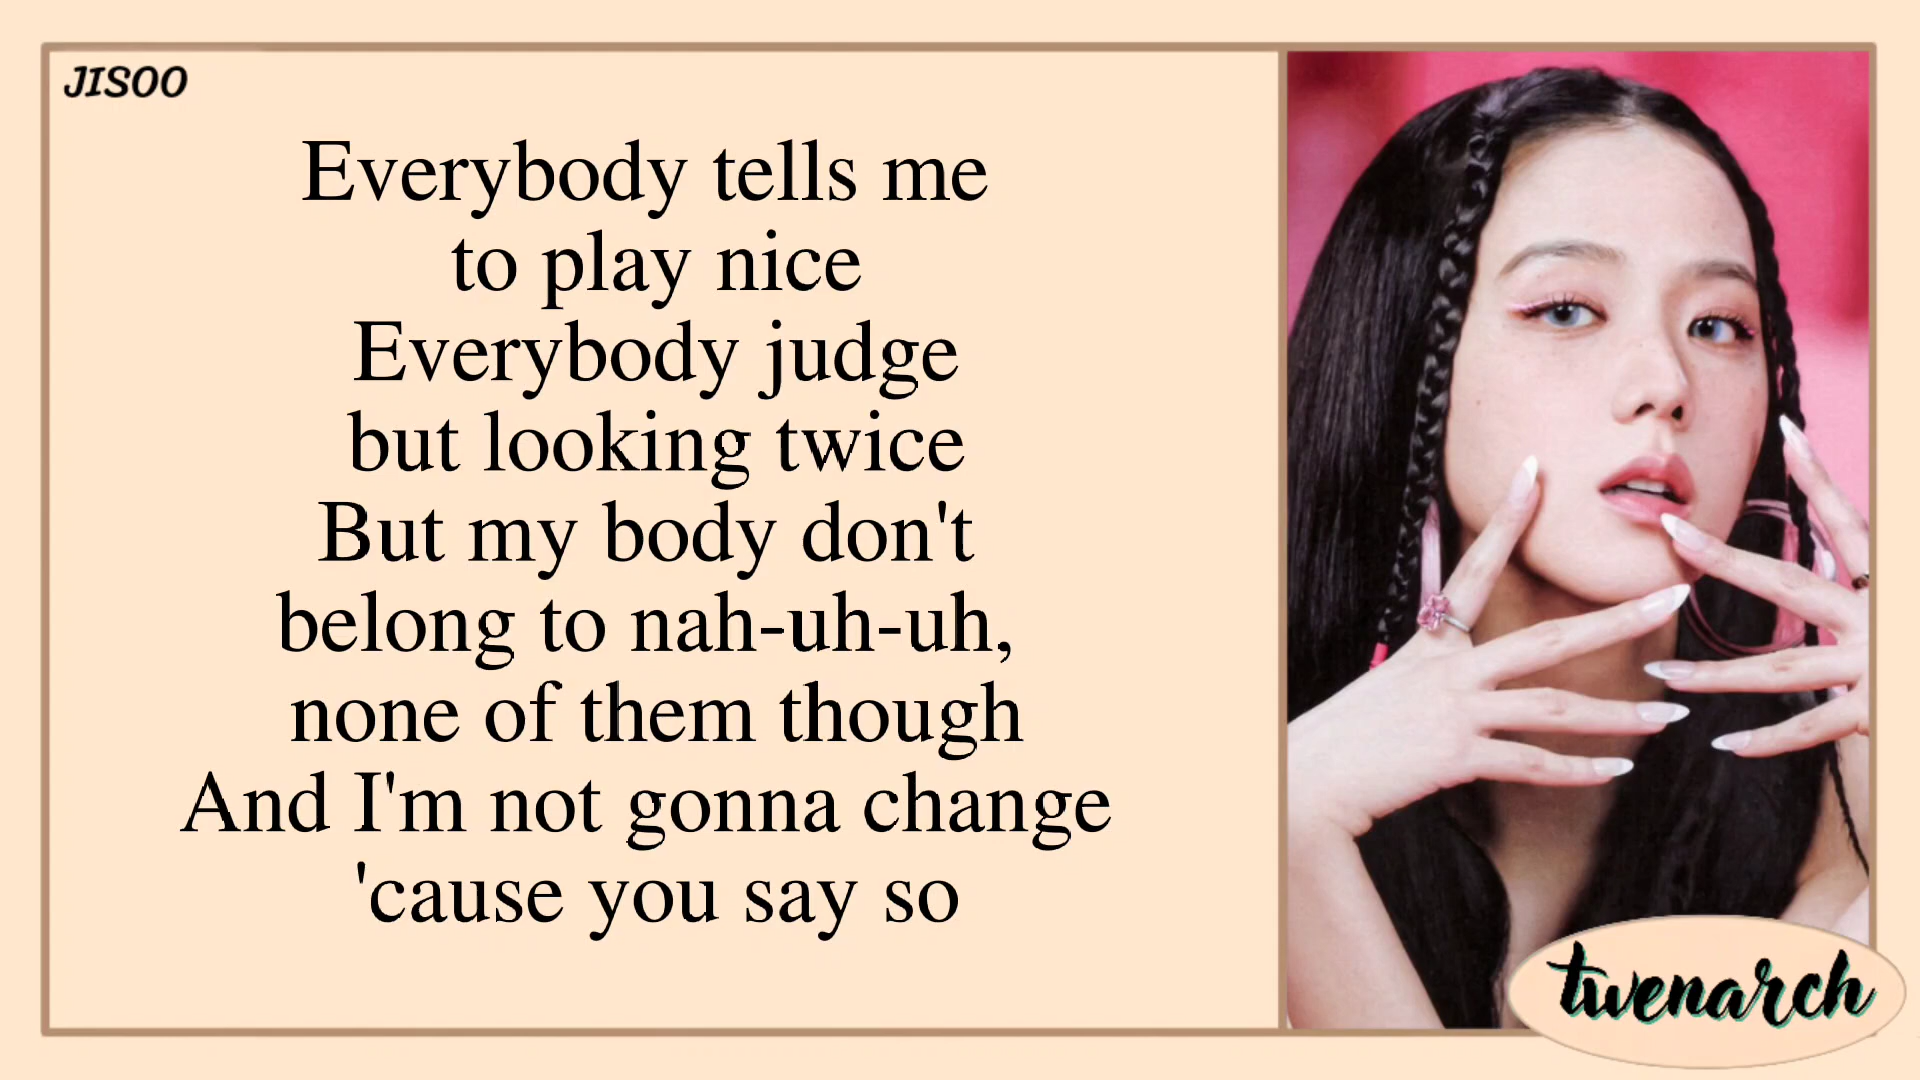 JISOO
Everybody tells me
to play nice
Everybody judge
but looking twice
But my body don't
belong to nah-uh-uh,
none of them though
And I'm not gonna change
'cause you say so
twenarch